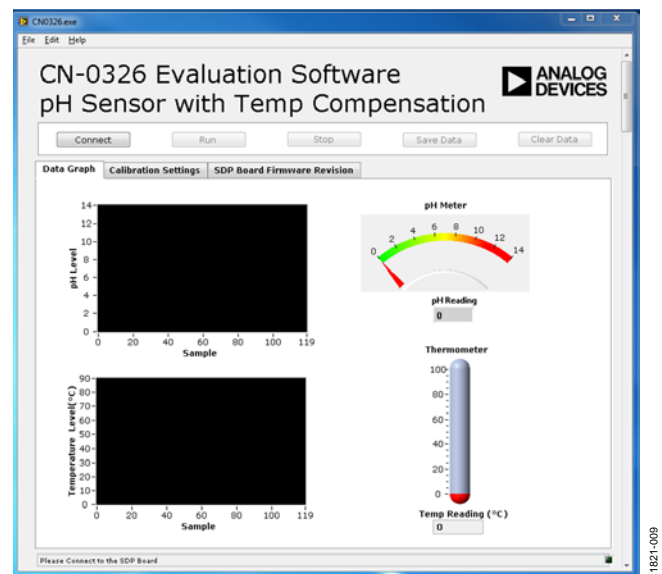 CN0326.exe
File Edit Help
CN-0326 Evaluation Software
pH Sensor with Temp Compensation
ANALOG
DEVICES
Connect Run Stop Save Data Clear Data
Data Graph Calibration Settings SDP Board Firmware Revision
pH Level
14
12
10
8
6
4
2
0
0 20 40 60 80 100 119
Sample
pH Meter
0 2 4 6 8 10 12 14
pH Reading
0
Temperature Level(°C)
90
80
70
60
50
40
30
20
10
0
0 20 40 60 80 100 119
Sample
Thermometer
100
80
60
40
20
0
Temp Reading (°C)
0
Please Connect to the SDP Board
1821-009